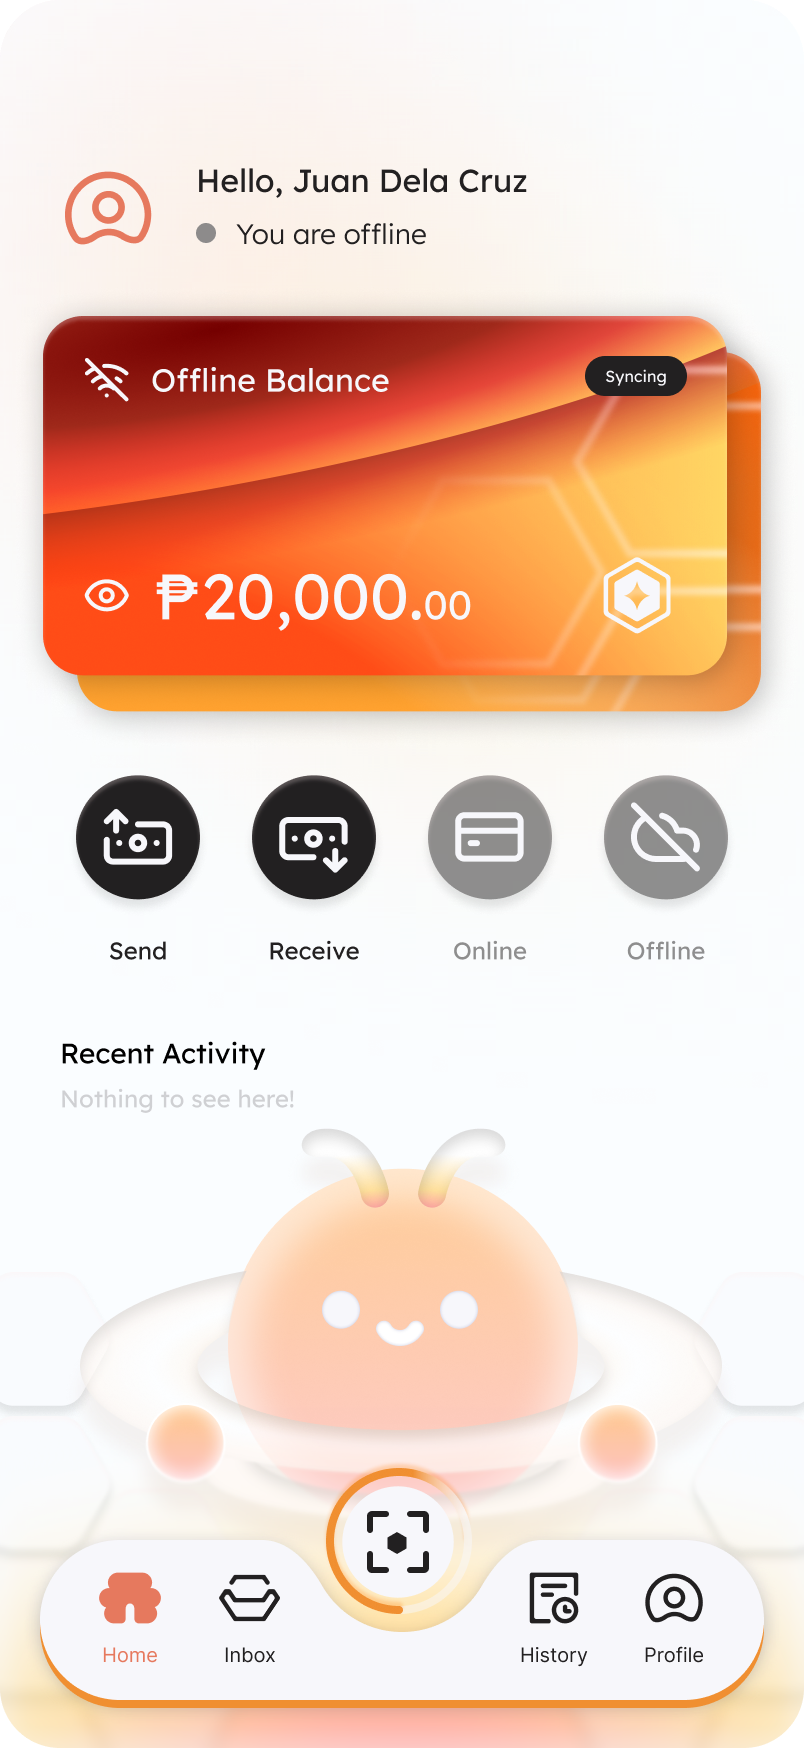 Hello, Juan Dela Cruz
You are offline
Offline Balance
Syncing
₱20,000.00
Send
Receive
Online
Offline
Recent Activity
Nothing to see here!
Home
Inbox
History
Profile